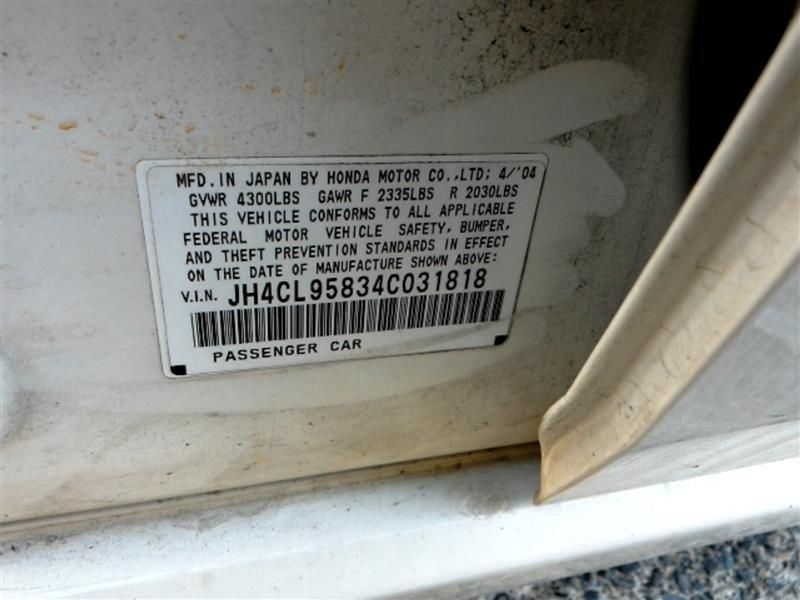 MFD. IN JAPAN BY HONDA MOTOR CO.,LTD; 4/'04
GVWR 4300LBS GAWR F 2335LBS R 2030LBS
THIS VEHICLE CONFORMS TO ALL APPLICABLE
FEDERAL MOTOR VEHICLE SAFETY, BUMPER,
AND THEFT PREVENTION STANDARDS IN EFFECT
ON THE DATE OF MANUFACTURE SHOWN ABOVE:
V.I.N. JH4CL95834C031818
PASSENGER CAR